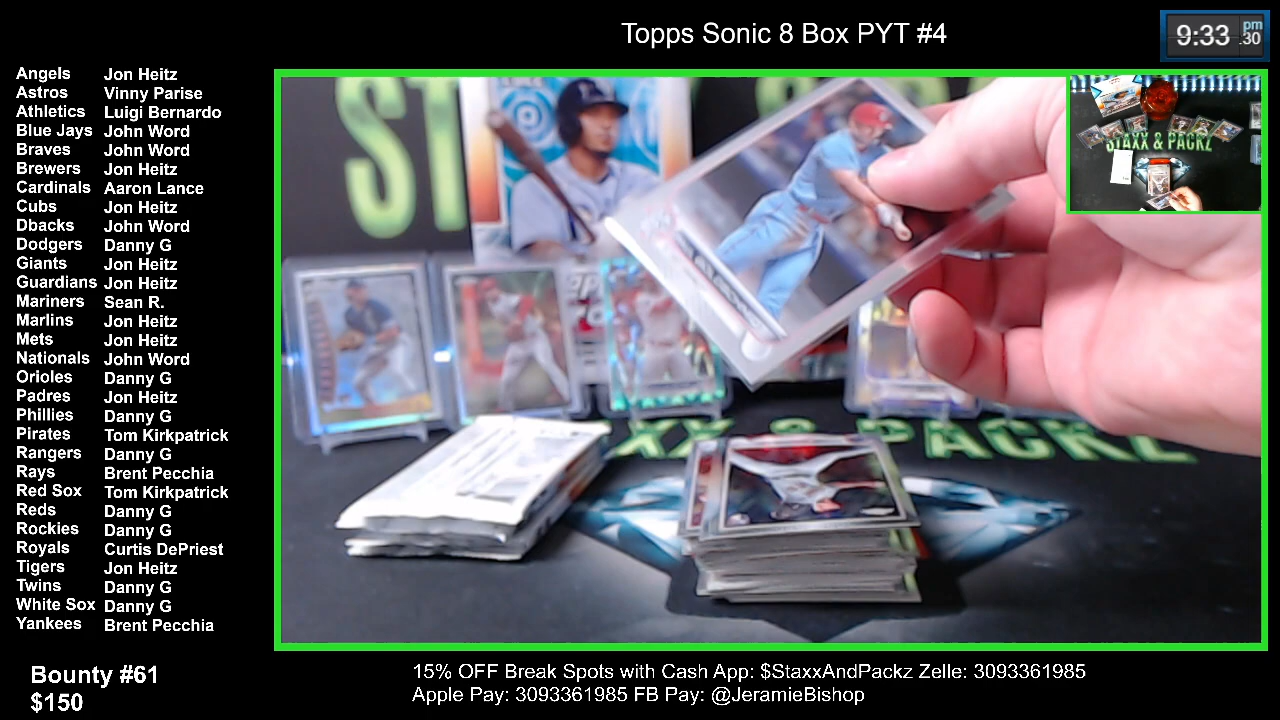 Topps Sonic 8 Box PYT #4
9:33 pm .30
Angels Jon Heitz
Astros Vinny Parise
Athletics Luigi Bernardo
Blue Jays John Word
Braves John Word
Brewers Jon Heitz
Cardinals Aaron Lance
Cubs Jon Heitz
Dbacks John Word
Dodgers Danny G
Giants Jon Heitz
Guardians Jon Heitz
Mariners Sean R.
Marlins Jon Heitz
Mets Jon Heitz
Nationals John Word
Orioles Danny G
Padres Jon Heitz
Phillies Danny G
Pirates Tom Kirkpatrick
Rangers Danny G
Rays Brent Pecchia
Red Sox Tom Kirkpatrick
Reds Danny G
Rockies Danny G
Royals Curtis DePriest
Tigers Jon Heitz
Twins Danny G
White Sox Danny G
Yankees Brent Pecchia
STAXX & PACKZ
XX & PACKZ
Bounty #61
$150
15% OFF Break Spots with Cash App: $StaxxAndPackz Zelle: 3093361985
Apple Pay: 3093361985 FB Pay: @JeramieBishop